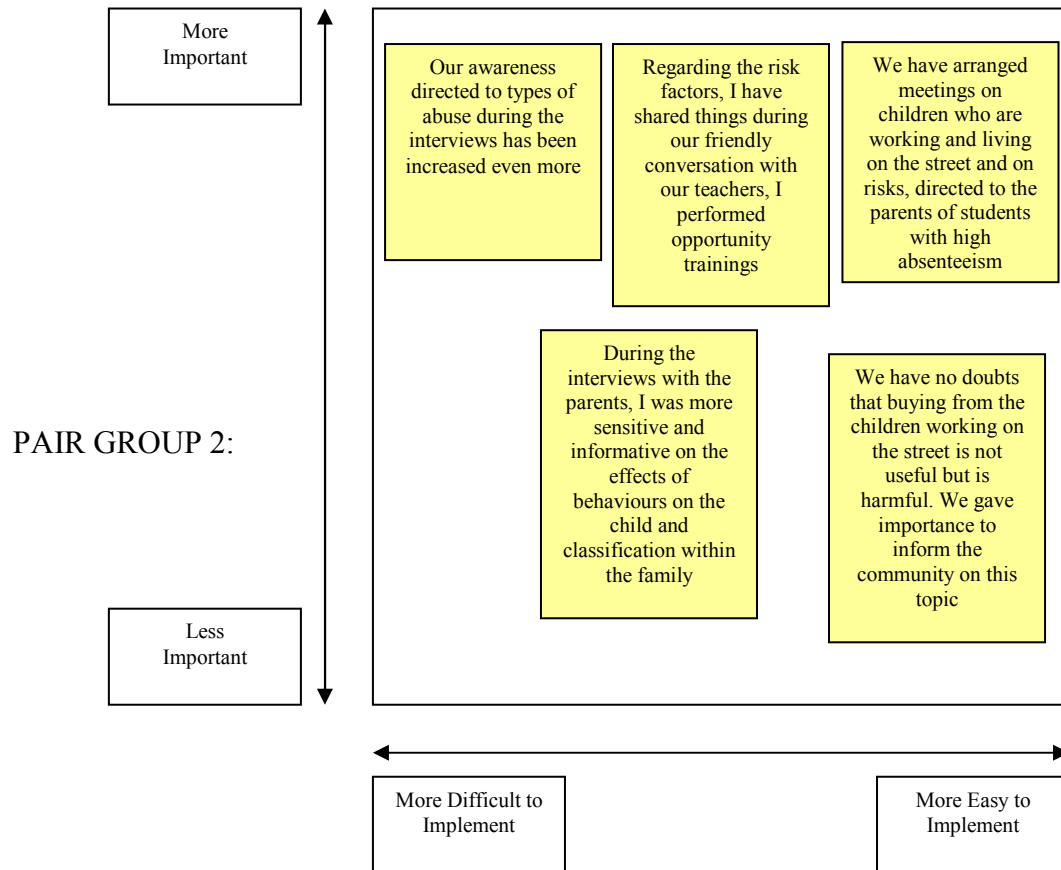 More
Important
Our awareness
directed to types of
abuse during the
interviews has been
increased even more
Regarding the risk
factors, I have
shared things during
our friendly
conversation with
our teachers, I
performed
opportunity
trainings
We have arranged
meetings on
children who are
working and living
on the street and on
risks, directed to the
parents of students
with high
absenteeism
PAIR GROUP 2:
During the
interviews with the
parents, I was more
sensitive and
informative on the
effects of
behaviours on the
child and
classification within
the family
We have no doubts
that buying from the
children working on
the street is not
useful but is
harmful. We gave
importance to
inform the
community on this
topic
Less
Important
More Difficult to
Implement
More Easy to
Implement